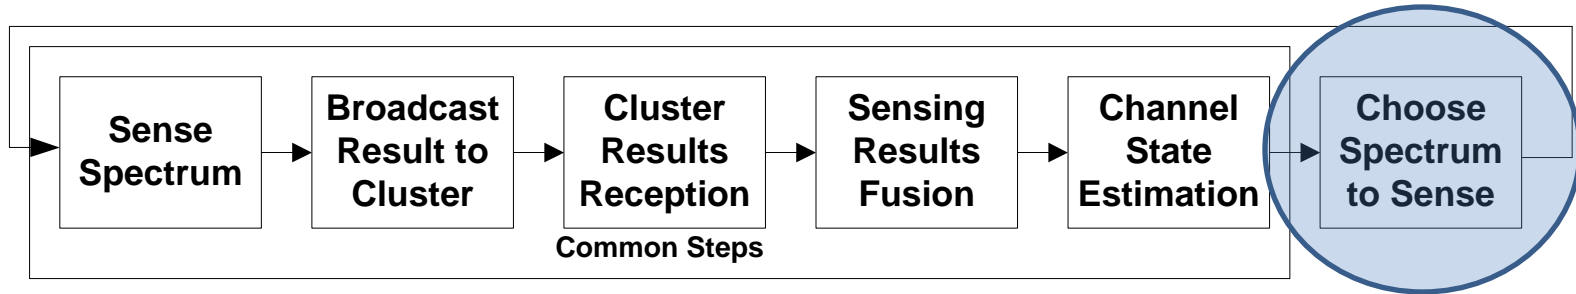 Sense
Spectrum
Broadcast
Result to
Cluster
Cluster
Results
Reception
Sensing
Results
Fusion
Channel
State
Estimation
Choose
Spectrum
to Sense
Common Steps